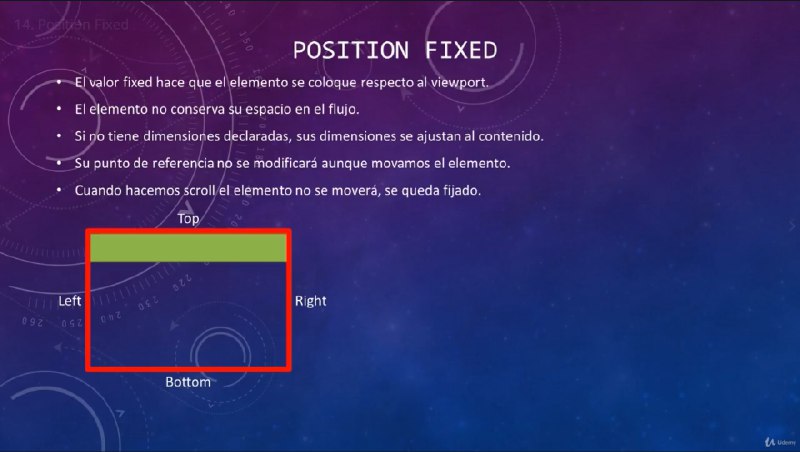 14. Position Fixed
POSITION FIXED
• El valor fixed hace que el elemento se coloque respecto al viewport.
• El elemento no conserva su espacio en el flujo.
• Si no tiene dimensiones declaradas, sus dimensiones se ajustan al contenido.
• Su punto de referencia no se modificará aunque movamos el elemento.
• Cuando hacemos scroll el elemento no se moverá, se queda fijado.
Top
Left
Right
Bottom
Udemy